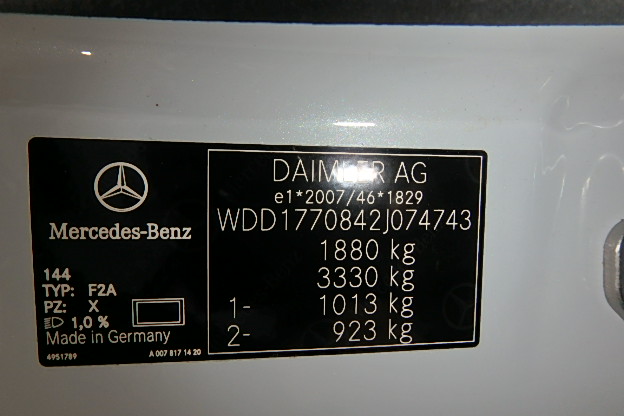 Mercedes-Benz
144
TYP: F2A
PZ: X
1,0 %
Made in Germany
4951789
A 007 817 14 20
DAIMLER AG
e1*2007/46*1829
WDD1770842J074743
1880 kg
3330 kg
1- 1013 kg
2- 923 kg